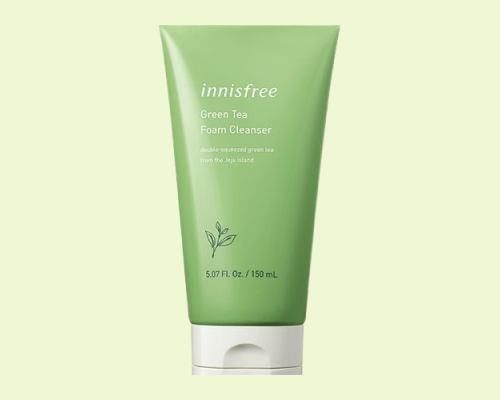 innisfree
Green Tea
Foam Cleanser
double-squeezed green tea
from the Jeju Island
5.07 Fl. Oz. / 150 mL